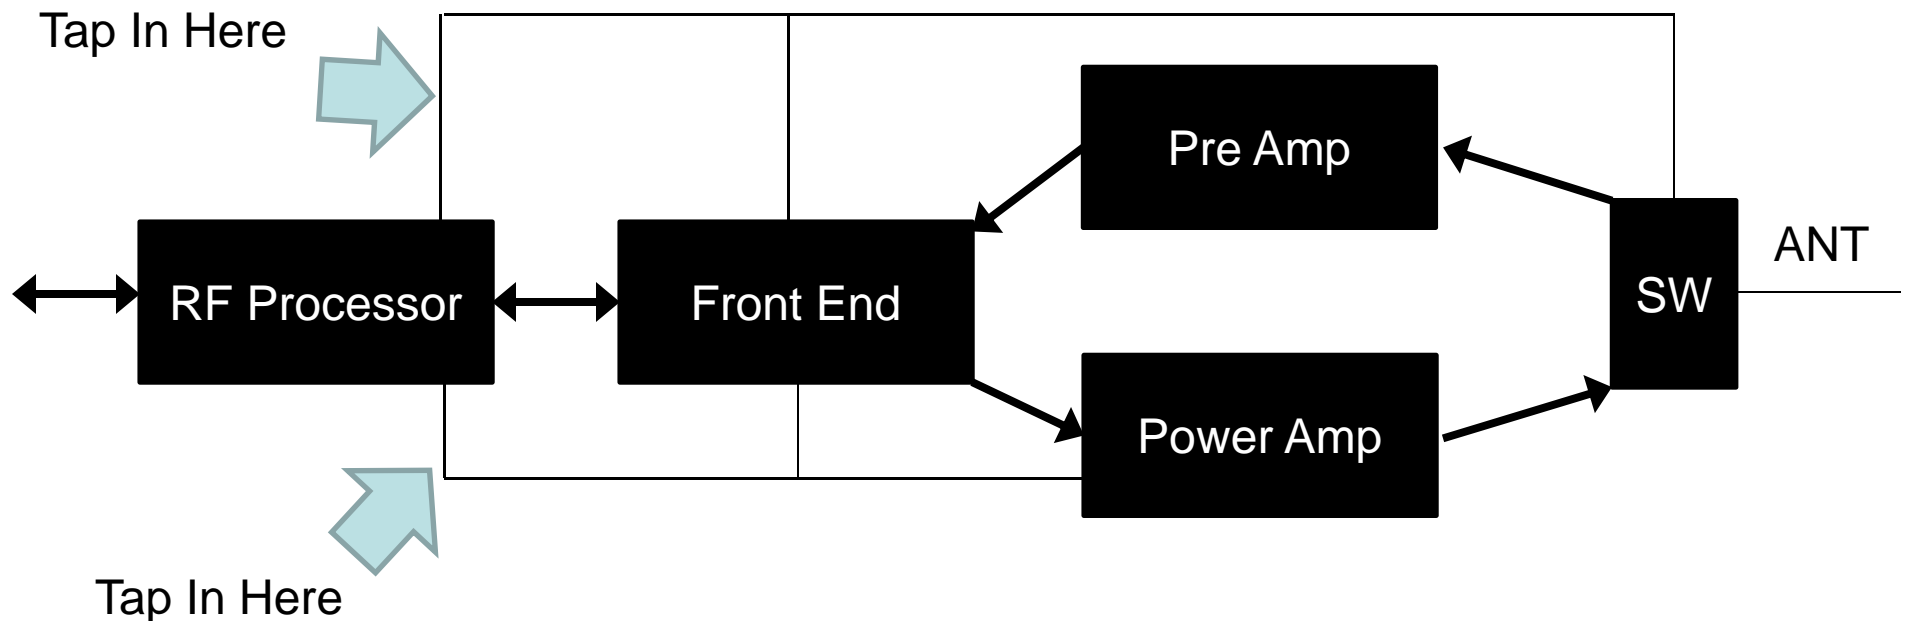 Tap In Here
Pre Amp
ANT
RF Processor
Front End
SW
Power Amp
Tap In Here